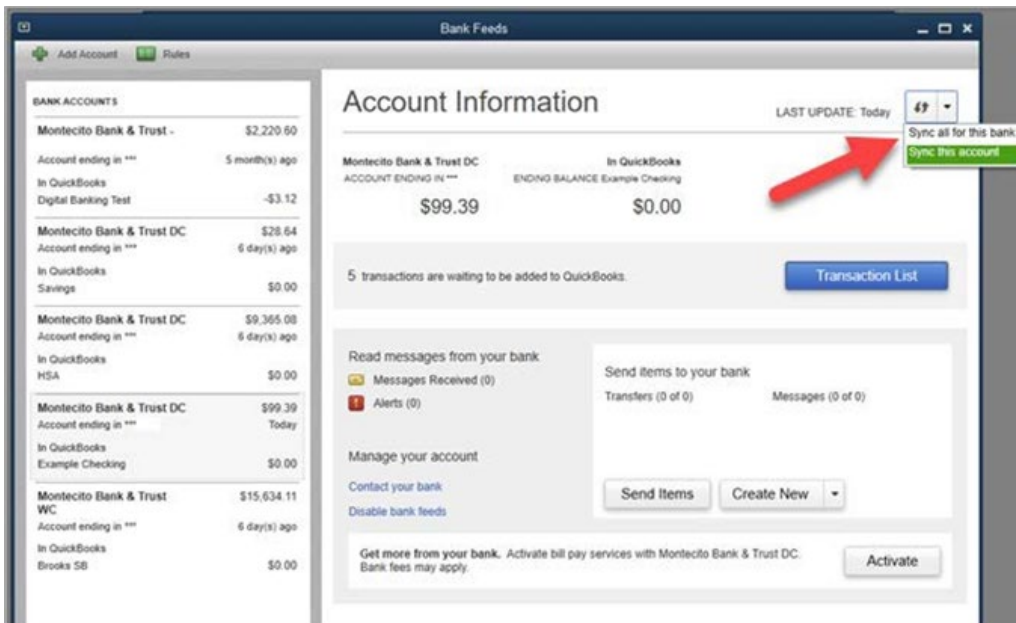 Bank Feeds
Add Account Rules
BANK ACCOUNTS
Montecito Bank & Trust - $2,220.60
Account ending in *** 5 month(s) ago
In QuickBooks
Digital Banking Test -$3.12
Montecito Bank & Trust DC $28.64
Account ending in *** 6 day(s) ago
In QuickBooks
Savings $0.00
Montecito Bank & Trust DC $9,365.08
Account ending in *** 6 day(s) ago
In QuickBooks
HSA $0.00
Montecito Bank & Trust DC $99.39
Account ending in *** Today
In QuickBooks
Example Checking $0.00
Montecito Bank & Trust $15,634.11
WC
Account ending in *** 6 day(s) ago
In QuickBooks
Brooks SB $0.00
Account Information
LAST UPDATE: Today
Sync all for this bank
Sync this account
Montecito Bank & Trust DC In QuickBooks
ACCOUNT ENDING IN *** ENDING BALANCE Example Checking
$99.39 $0.00
5 transactions are waiting to be added to QuickBooks.
Transaction List
Read messages from your bank
Messages Received (0)
Alerts (0)
Manage your account
Contact your bank
Disable bank feeds
Send items to your bank
Transfers (0 of 0) Messages (0 of 0)
Send Items Create New
Get more from your bank. Activate bill pay services with Montecito Bank & Trust DC.
Bank fees may apply.
Activate